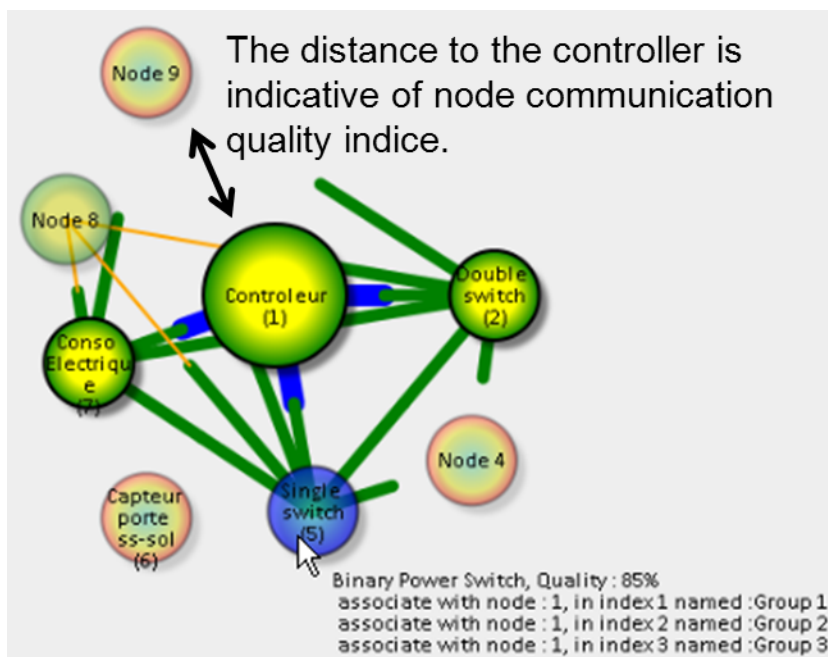 Node 9
The distance to the controller is
indicative of node communication
quality indice.
Node 8
Controleur
(1)
Double
switch
(2)
Conso
Electriqu
e
(7)
Node 4
Capteur
porte
ss-sol
(6)
Single
switch
(5)
Binary Power Switch, Quality : 85%
associate with node : 1, in index 1 named :Group 1
associate with node : 1, in index 2 named :Group 2
associate with node : 1, in index 3 named :Group 3